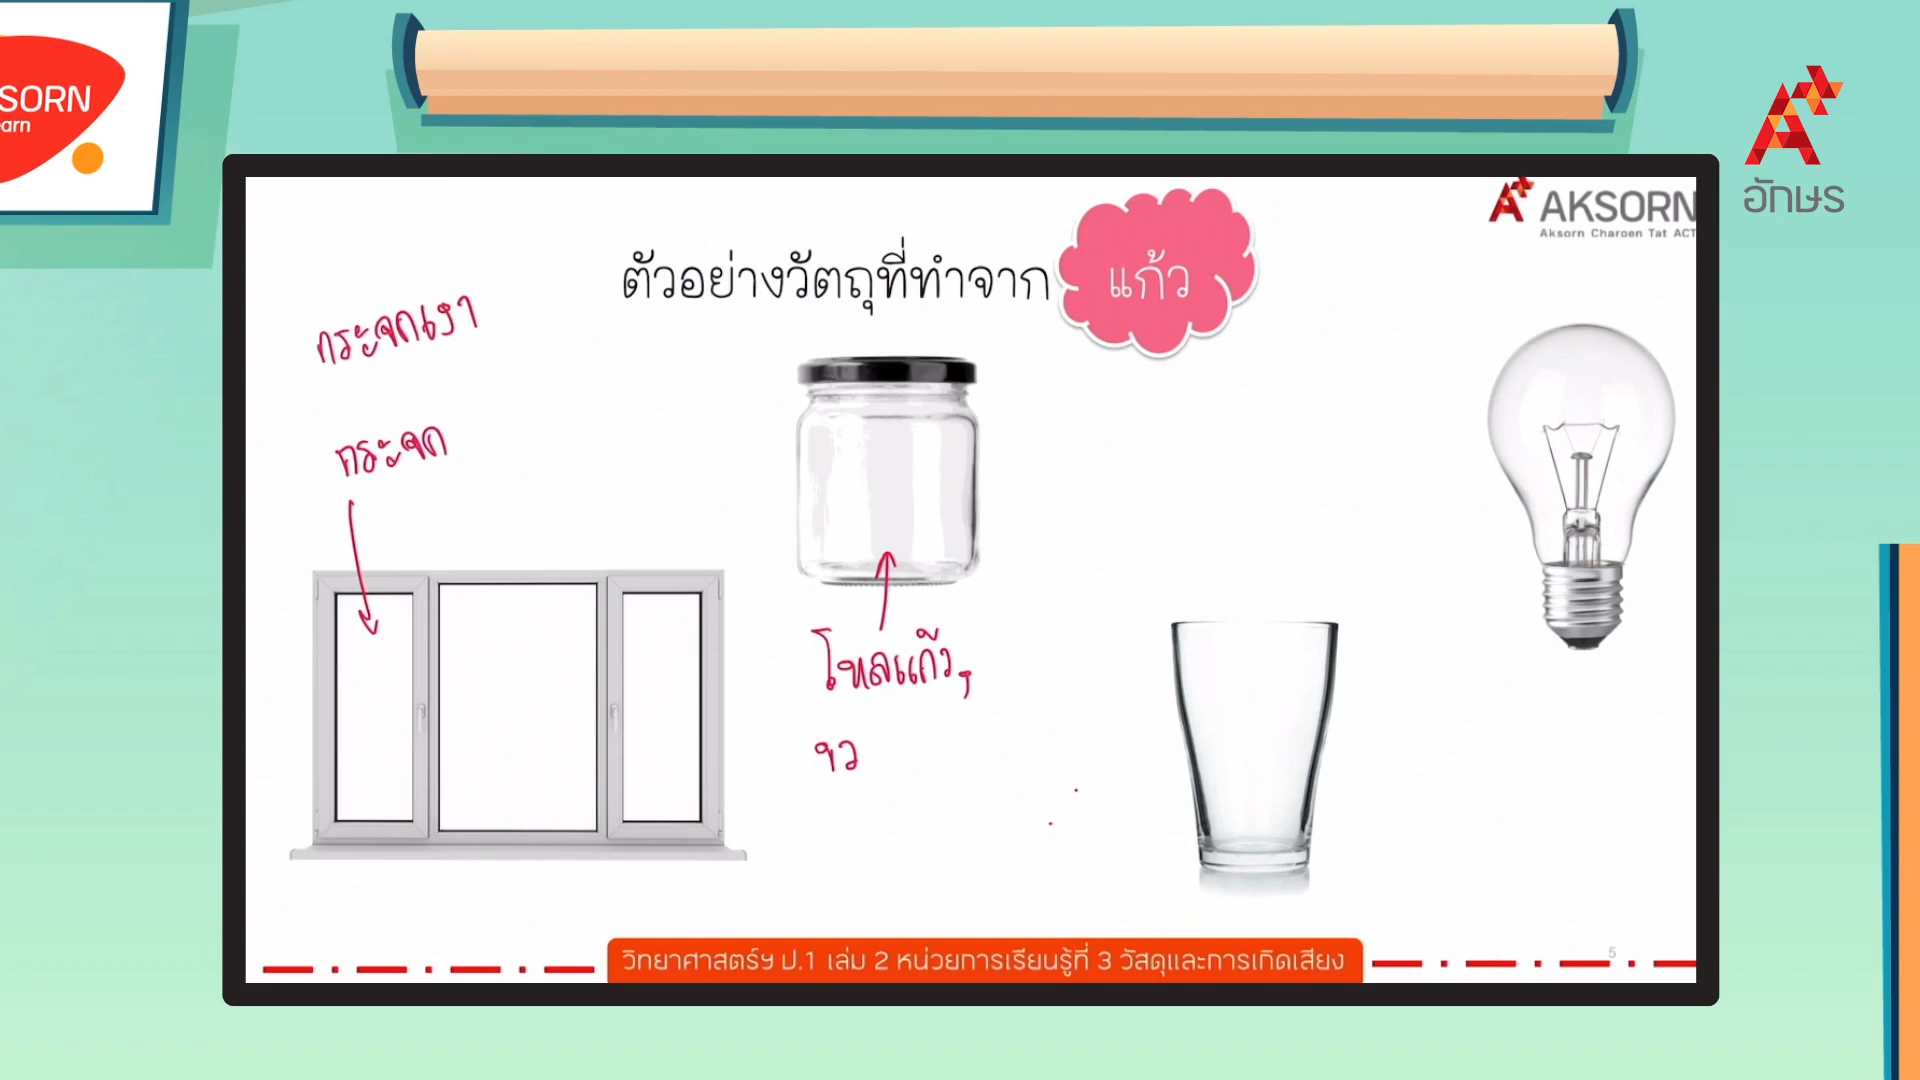 SORN
arn
อักษร
AKSORN
Aksorn Charoen Tat ACT
ตัวอย่างวัตถุที่ทำจาก แก้ว
กระจกเงา
กระจก
โหลแก้ว,
ขว
วิทยาศาสตร์ฯ ป.1 เล่ม 2 หน่วยการเรียนรู้ที่ 3 วัสดุและการเกิดเสียง
5